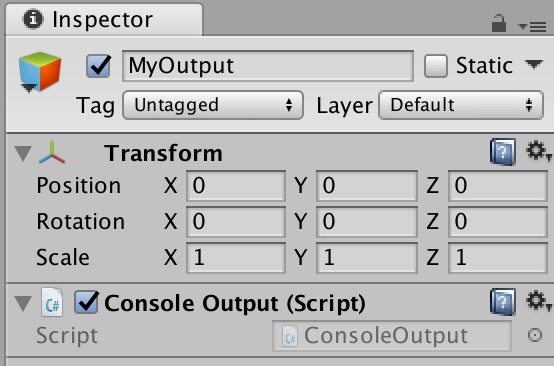 Inspector
MyOutput Static
Tag Untagged Layer Default
Transform
Position X 0 Y 0 Z 0
Rotation X 0 Y 0 Z 0
Scale X 1 Y 1 Z 1
C# Console Output (Script)
Script C# ConsoleOutput